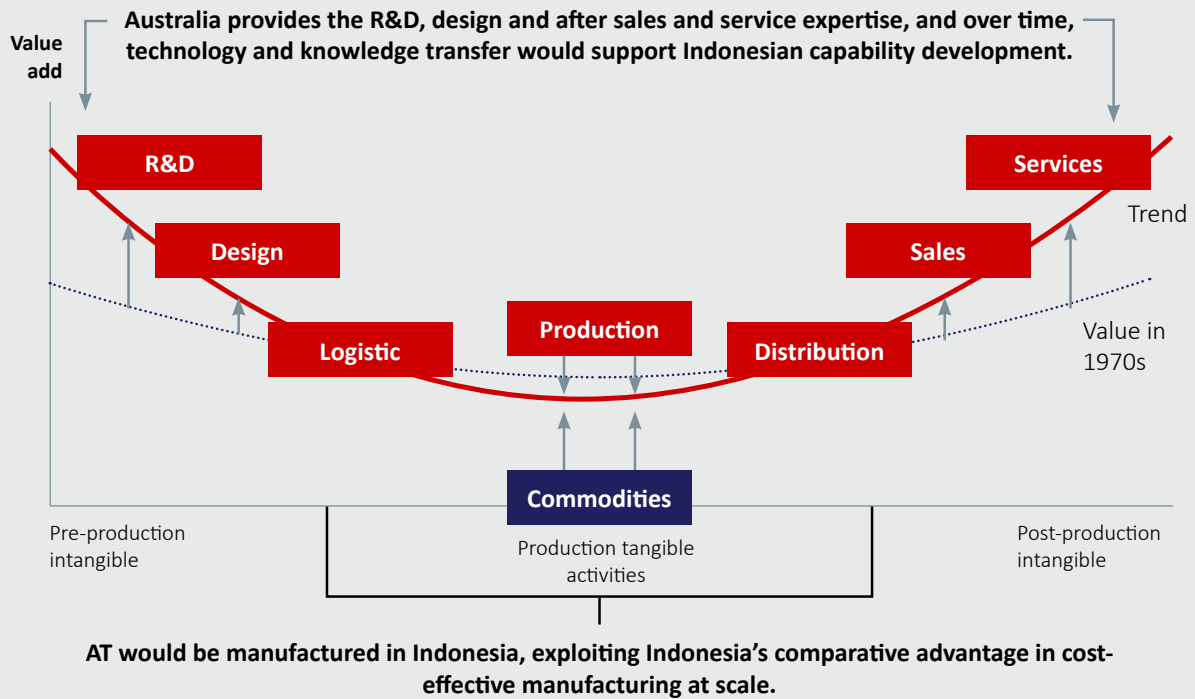 Australia provides the R&D, design and after sales and service expertise, and over time,
technology and knowledge transfer would support Indonesian capability development.
Value
add
R&D
Services
Trend
Design
Sales
Production
Logistic
Distribution
Value in
1970s
Commodities
Pre-production
intangible
Production tangible
activities
Post-production
intangible
AT would be manufactured in Indonesia, exploiting Indonesia’s comparative advantage in cost-
effective manufacturing at scale.